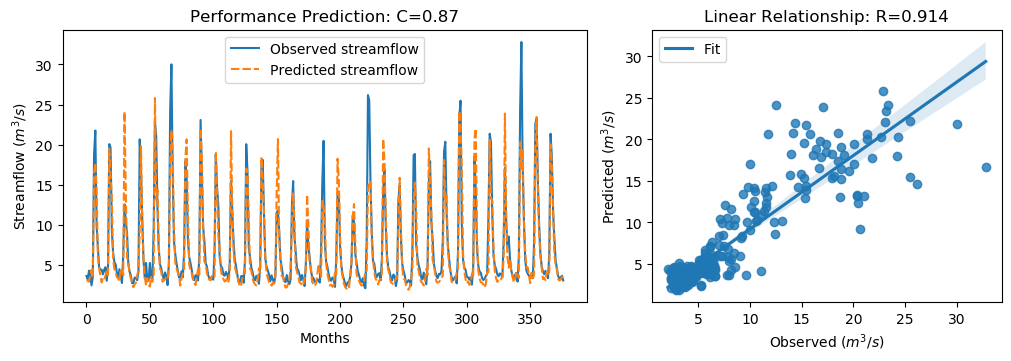 Performance Prediction: C=0.87
Observed streamflow
Predicted streamflow
Streamflow (m³/s)
30
25
20
15
10
5
0
50
100
150
200
250
300
350
Months
Linear Relationship: R=0.914
Fit
Predicted (m³/s)
30
25
20
15
10
5
5
10
15
20
25
30
Observed (m³/s)